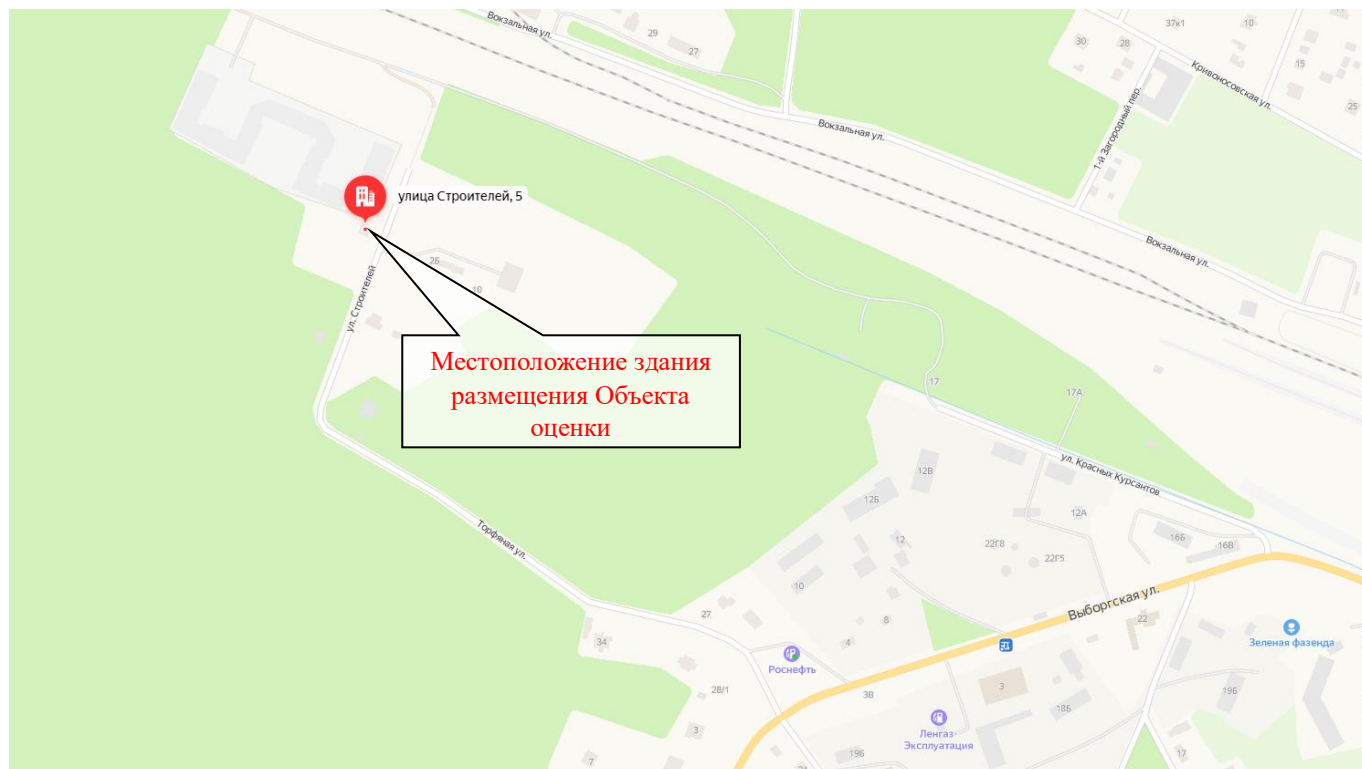 Вокзальная ул.
29
27
37к1
10
30
28
15
Кривоносовская ул.
25
1-й Загородный пер.
Вокзальная ул.
улица Строителей, 5
Вокзальная ул.
2Б
10
ул. Строителей
Местоположение здания
размещения Объекта
оценки
17
17А
ул. Красных Курсантов
12В
12Б
12А
12
22Г8
22Г5
16Б
16В
Торфяная ул.
10
Выборгская ул.
27
8
4
22
34
Зеленая фазенда
Роснефть
28/1
3В
3
19Б
18Б
3
Ленгаз-
Эксплуатация
19Б
17
7